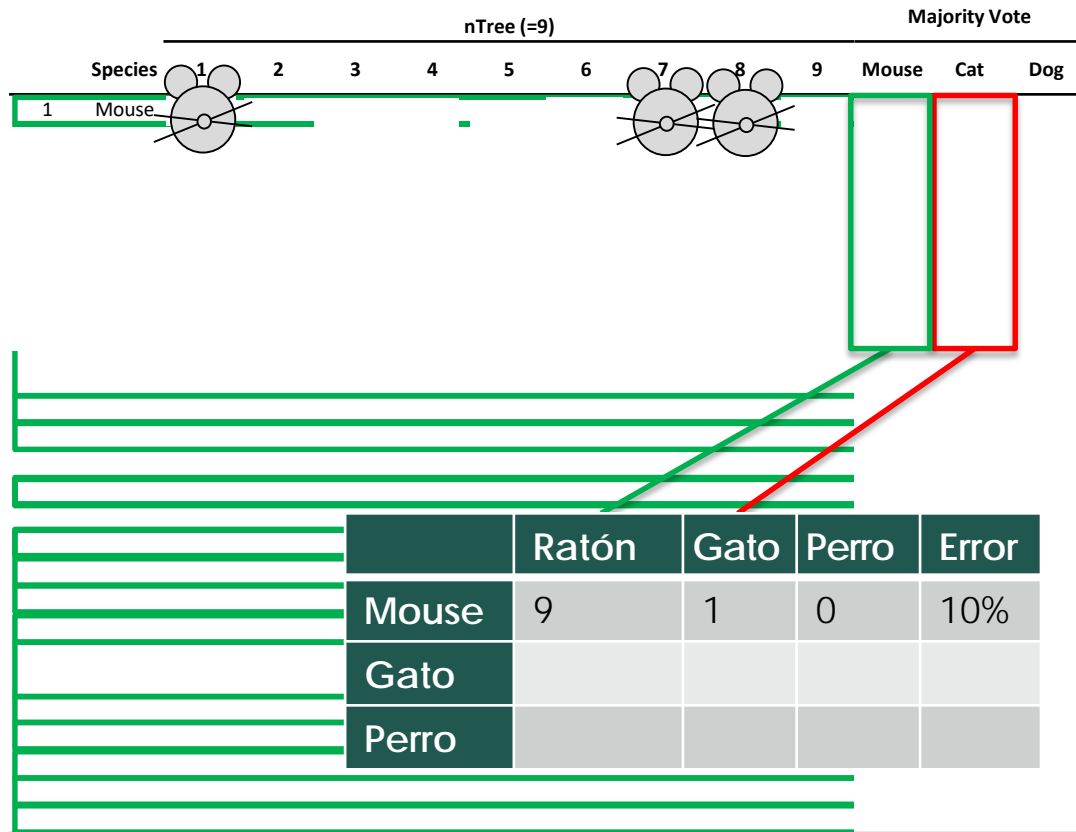 nTree (=9) Majority Vote
Species 1 2 3 4 5 6 7 8 9 Mouse Cat Dog
1 Mouse
Ratón Gato Perro Error
Mouse 9 1 0 10%
Gato
Perro